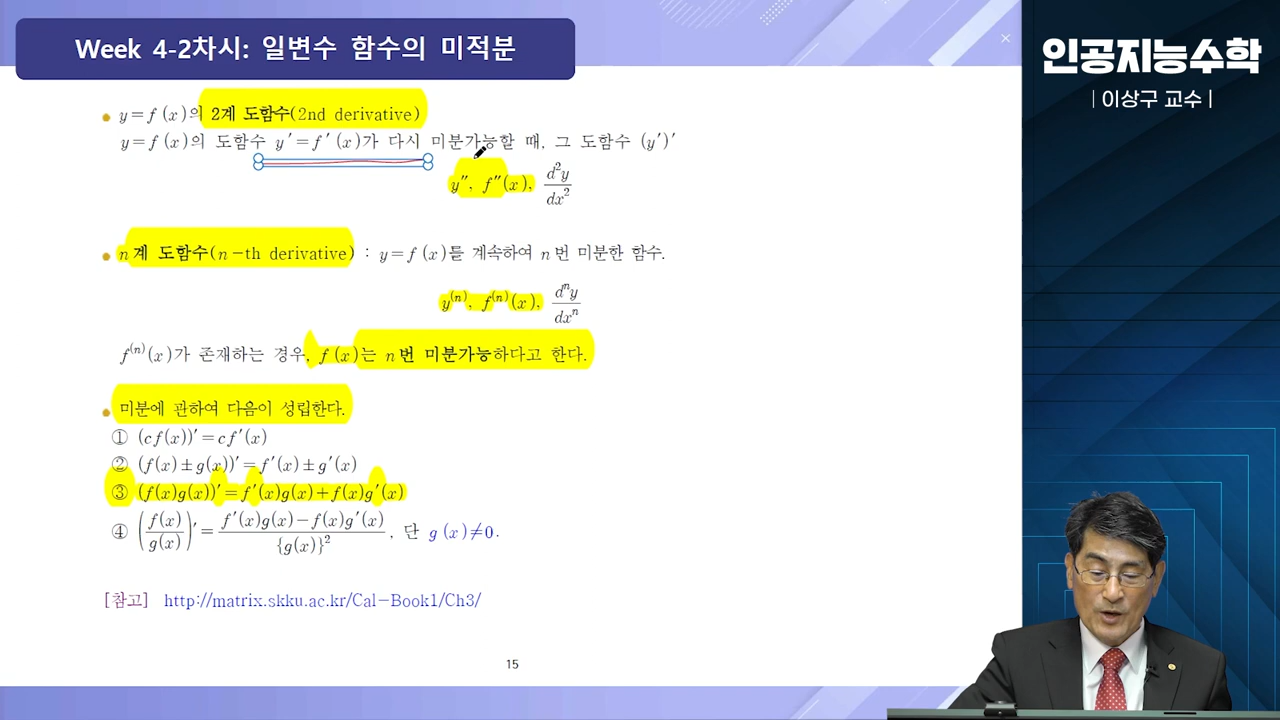 Week 4-2차시: 일변수 함수의 미적분
인공지능수학
| 이상구 교수 |
y=f(x)의 2계 도함수(2nd derivative)
y=f(x)의 도함수 y′=f′(x)가 다시 미분가능할 때, 그 도함수 (y′)′
y″, f″(x), d²y/dx²
n계 도함수(n-th derivative) : y=f(x)를 계속하여 n번 미분한 함수.
y⁽ⁿ⁾, f⁽ⁿ⁾(x), dⁿy/dxⁿ
f⁽ⁿ⁾(x)가 존재하는 경우, f(x)는 n번 미분가능하다고 한다.
미분에 관하여 다음이 성립한다.
① (cf(x))′=cf′(x)
② (f(x)±g(x))′=f′(x)±g′(x)
③ (f(x)g(x))′=f′(x)g(x)+f(x)g′(x)
④ (f(x)/g(x))′=f′(x)g(x)-f(x)g′(x)/{g(x)}², 단 g(x)≠0.
[참고] http://matrix.skku.ac.kr/Cal-Book1/Ch3/
15